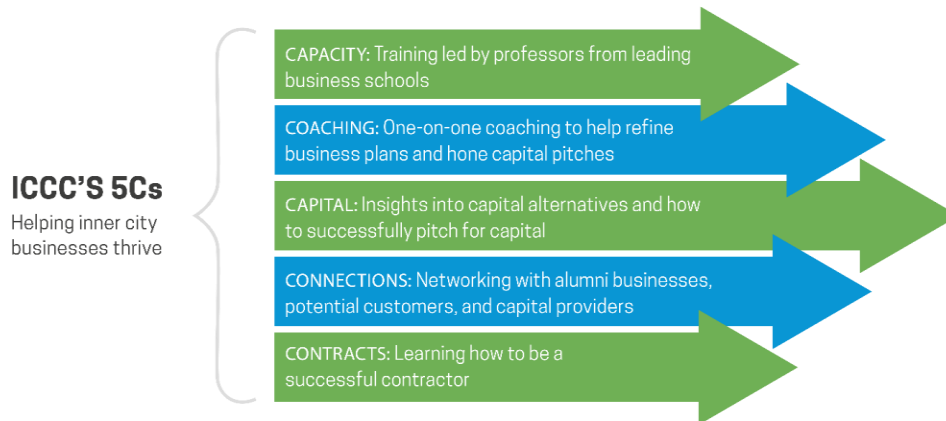 ICCC'S 5Cs
Helping inner city
businesses thrive
CAPACITY: Training led by professors from leading
business schools
COACHING: One-on-one coaching to help refine
business plans and hone capital pitches
CAPITAL: Insights into capital alternatives and how
to successfully pitch for capital
CONNECTIONS: Networking with alumni businesses,
potential customers, and capital providers
CONTRACTS: Learning how to be a
successful contractor